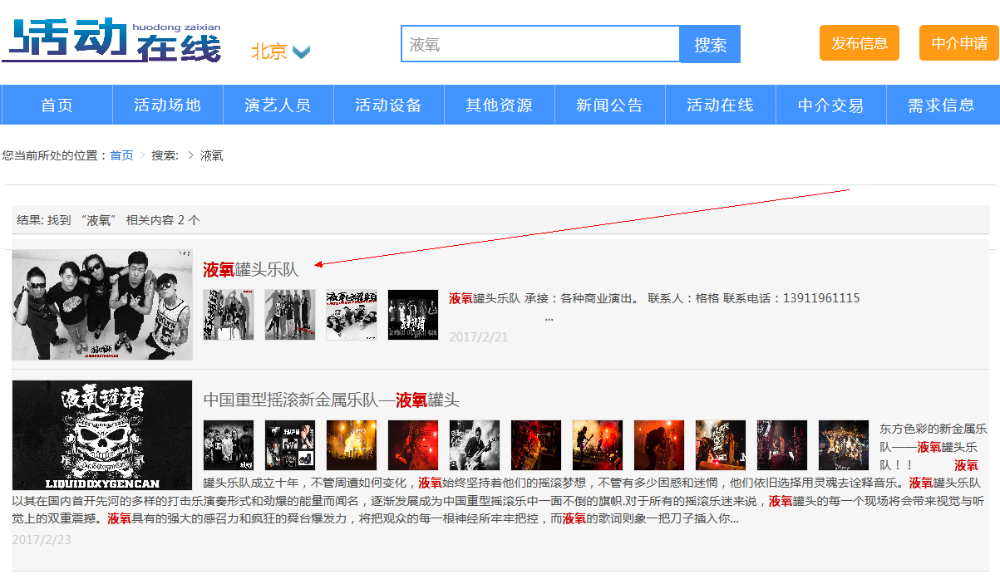 活动在线 huodong zaixian
北京
液氧
搜索
发布信息
中介申请
首页 活动场地 演艺人员 活动设备 其他资源 新闻公告 活动在线 中介交易 需求信息
您当前所处的位置：首页 > 搜索: > 液氧
结果: 找到 “液氧” 相关内容 2 个
液氧罐头乐队
液氧罐头乐队 承接：各种商业演出。 联系人：格格 联系电话：13911961115
...
2017/2/21
中国重型摇滚新金属乐队—液氧罐头
液氧罐頭
LIQUIDOXYGENCAN
东方色彩的新金属乐
队——液氧罐头乐
队！！ 液氧
罐头乐队成立十年，不管周遭如何变化，液氧始终坚持着他们的摇滚梦想，不管有多少困惑和迷惘，他们依旧选择用灵魂去诠释音乐。液氧罐头乐队
以其在国内首开先河的多样的打击乐演奏形式和劲爆的能量而闻名，逐渐发展成为中国重型摇滚乐中一面不倒的旗帜.对于所有的摇滚乐迷来说，液氧罐头的每一个现场将会带来视觉与听
觉上的双重震撼。液氧具有的强大的感召力和疯狂的舞台爆发力，将把观众的每一根神经所牢牢把控，而液氧的歌词则象一把刀子插入你...
2017/2/23